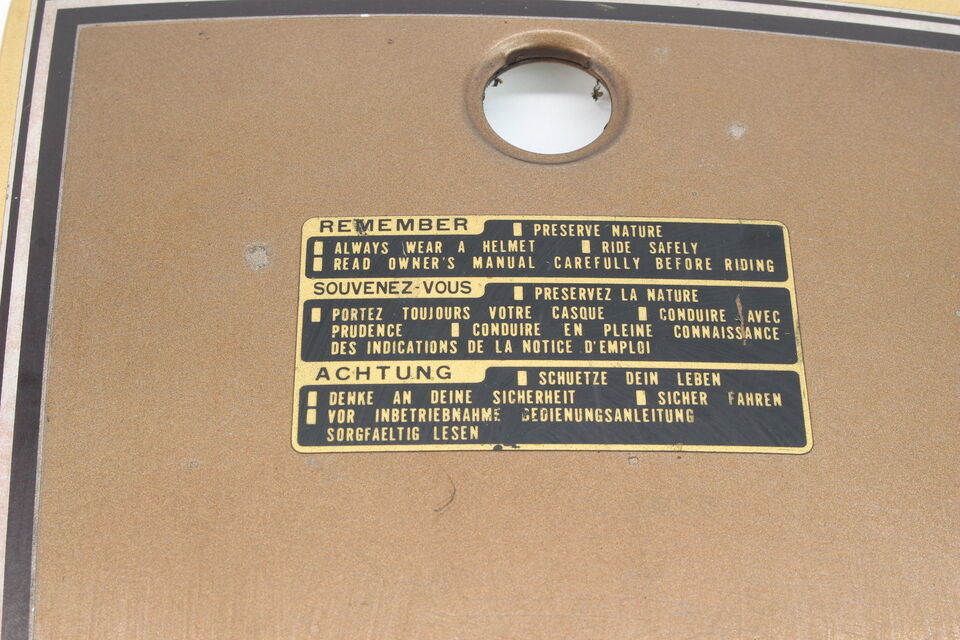 REMEMBER
▮ PRESERVE NATURE
▮ ALWAYS WEAR A HELMET ▮ RIDE SAFELY
▮ READ OWNER'S MANUAL CAREFULLY BEFORE RIDING
SOUVENEZ-VOUS
▮ PRESERVEZ LA NATURE
▮ PORTEZ TOUJOURS VOTRE CASQUE ▮ CONDUIRE AVEC
PRUDENCE ▮ CONDUIRE EN PLEINE CONNAISSANCE
DES INDICATIONS DE LA NOTICE D'EMPLOI
ACHTUNG
▮ SCHUETZE DEIN LEBEN
▮ DENKE AN DEINE SICHERHEIT ▮ SICHER FAHREN
▮ VOR INBETRIEBNAHME BEDIENUNGSANLEITUNG
SORGFAELTIG LESEN